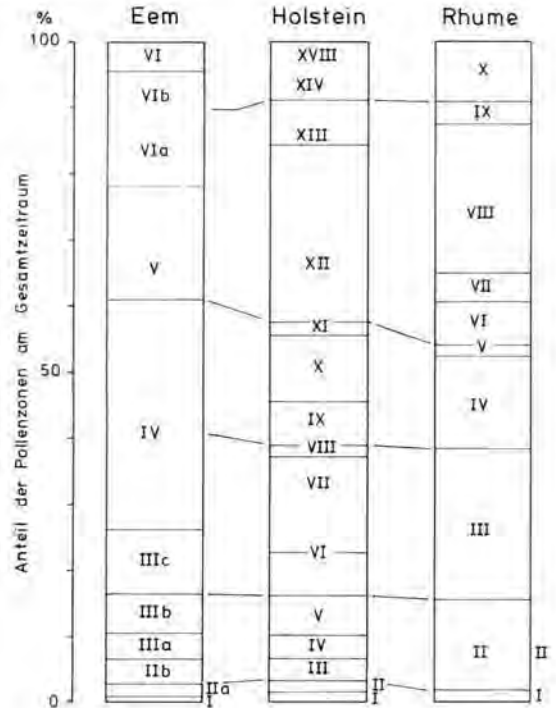 % Eem Holstein Rhume
100
50
0
Anteil der Pollenzonen am Gesamtzeitraum
VI
VIb
VIa
V
IV
IIIc
IIIb
IIIa
IIb
IIa
I
XVIII
XIV
XIII
XII
XI
X
IX
VIII
VII
VI
V
IV
III
II
I
X
IX
VIII
VII
VI
V
IV
III
II
II
I